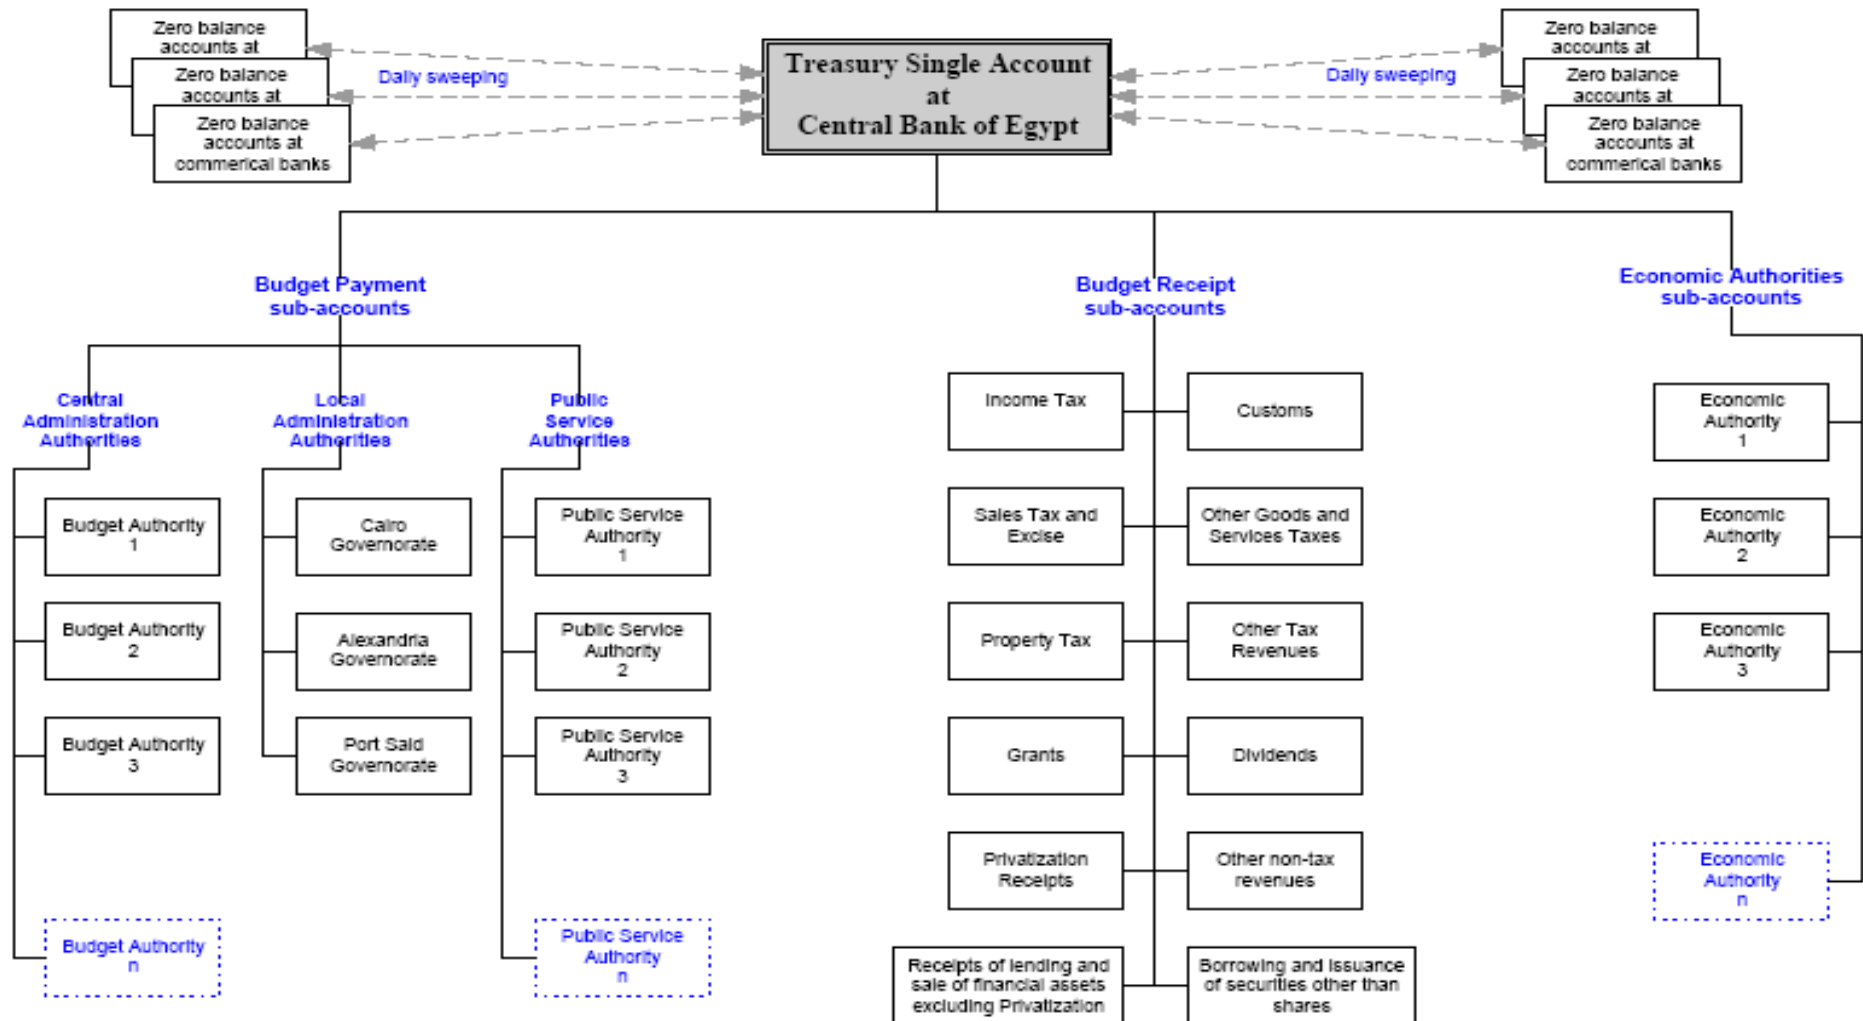 Zero balance
accounts at
Zero balance
accounts at
Zero balance
accounts at
commerical banks
Daily sweeping
Treasury Single Account
at
Central Bank of Egypt
Daily sweeping
Zero balance
accounts at
Zero balance
accounts at
Zero balance
accounts at
commerical banks
Budget Payment
sub-accounts
Budget Receipt
sub-accounts
Economic Authorities
sub-accounts
Central
Administration
Authorities
Local
Administration
Authorities
Public
Service
Authorities
Budget Authority
1
Budget Authority
2
Budget Authority
3
Budget Authority
n
Cairo
Governorate
Alexandria
Governorate
Port Said
Governorate
Public Service
Authority
1
Public Service
Authority
2
Public Service
Authority
3
Public Service
Authority
n
Income Tax
Customs
Sales Tax and
Excise
Other Goods and
Services Taxes
Property Tax
Other Tax
Revenues
Grants
Dividends
Privatization
Receipts
Other non-tax
revenues
Receipts of lending and
sale of financial assets
excluding Privatization
Borrowing and issuance
of securities other than
shares
Economic
Authority
1
Economic
Authority
2
Economic
Authority
3
Economic
Authority
n